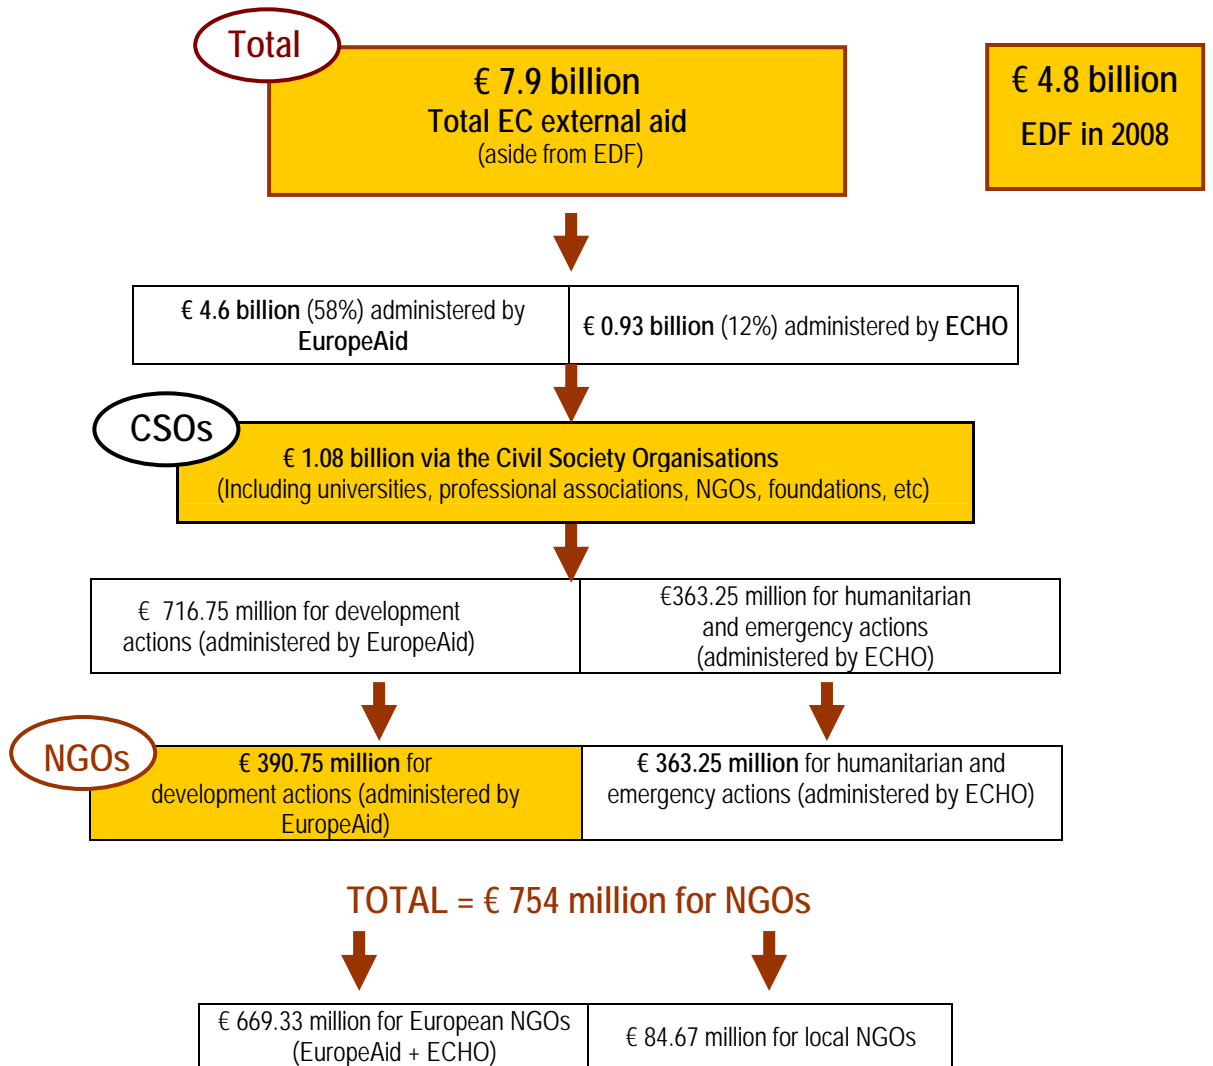 Total
€ 7.9 billion
Total EC external aid
(aside from EDF)
€ 4.8 billion
EDF in 2008
€ 4.6 billion (58%) administered by
EuropeAid
€ 0.93 billion (12%) administered by ECHO
CSOs
€ 1.08 billion via the Civil Society Organisations
(Including universities, professional associations, NGOs, foundations, etc)
€ 716.75 million for development
actions (administered by EuropeAid)
€363.25 million for humanitarian
and emergency actions
(administered by ECHO)
NGOs
€ 390.75 million for
development actions (administered by
EuropeAid)
€ 363.25 million for humanitarian and
emergency actions (administered by ECHO)
TOTAL = € 754 million for NGOs
€ 669.33 million for European NGOs
(EuropeAid + ECHO)
€ 84.67 million for local NGOs